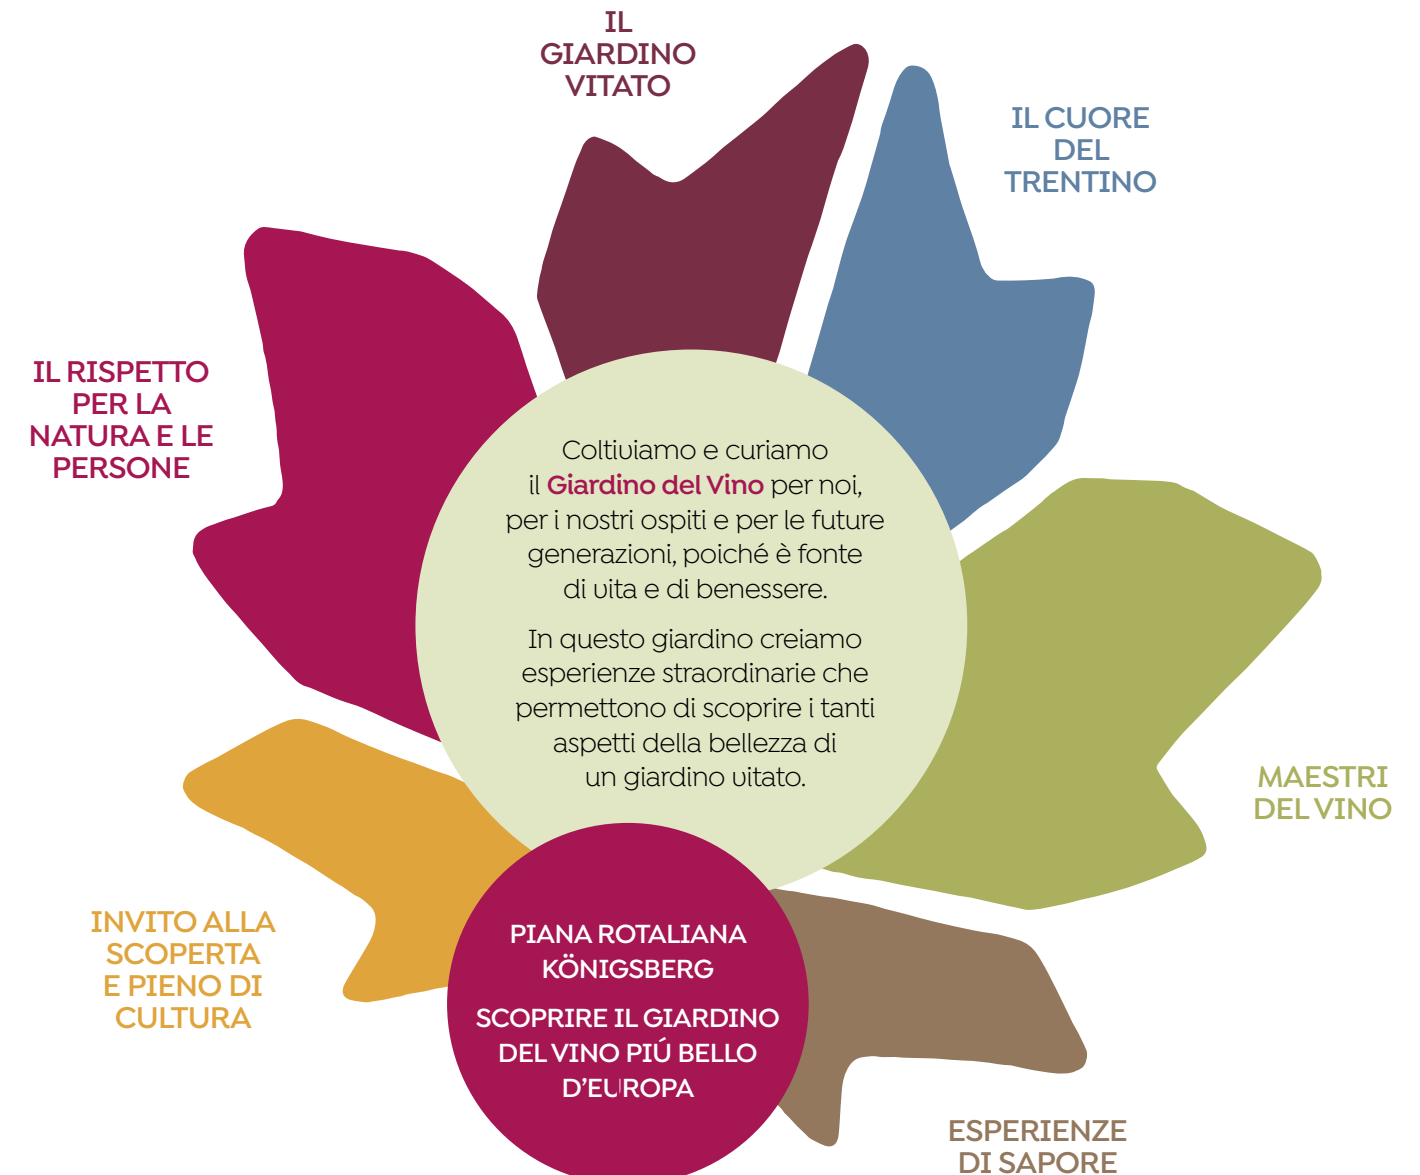 IL
GIARDINO
VITATO
IL CUORE
DEL
TRENTINO
IL RISPETTO
PER LA
NATURA E LE
PERSONE
Coltiviamo e curiamo
il Giardino del Vino per noi,
per i nostri ospiti e per le future
generazioni, poiché è fonte
di vita e di benessere.
In questo giardino creiamo
esperienze straordinarie che
permettono di scoprire i tanti
aspetti della bellezza di
un giardino vitato.
MAESTRI
DEL VINO
INVITO ALLA
SCOPERTA
E PIENO DI
CULTURA
PIANA ROTALIANA
KÖNIGSBERG
SCOPRIRE IL GIARDINO
DEL VINO PIÚ BELLO
D'EUROPA
ESPERIENZE
DI SAPORE